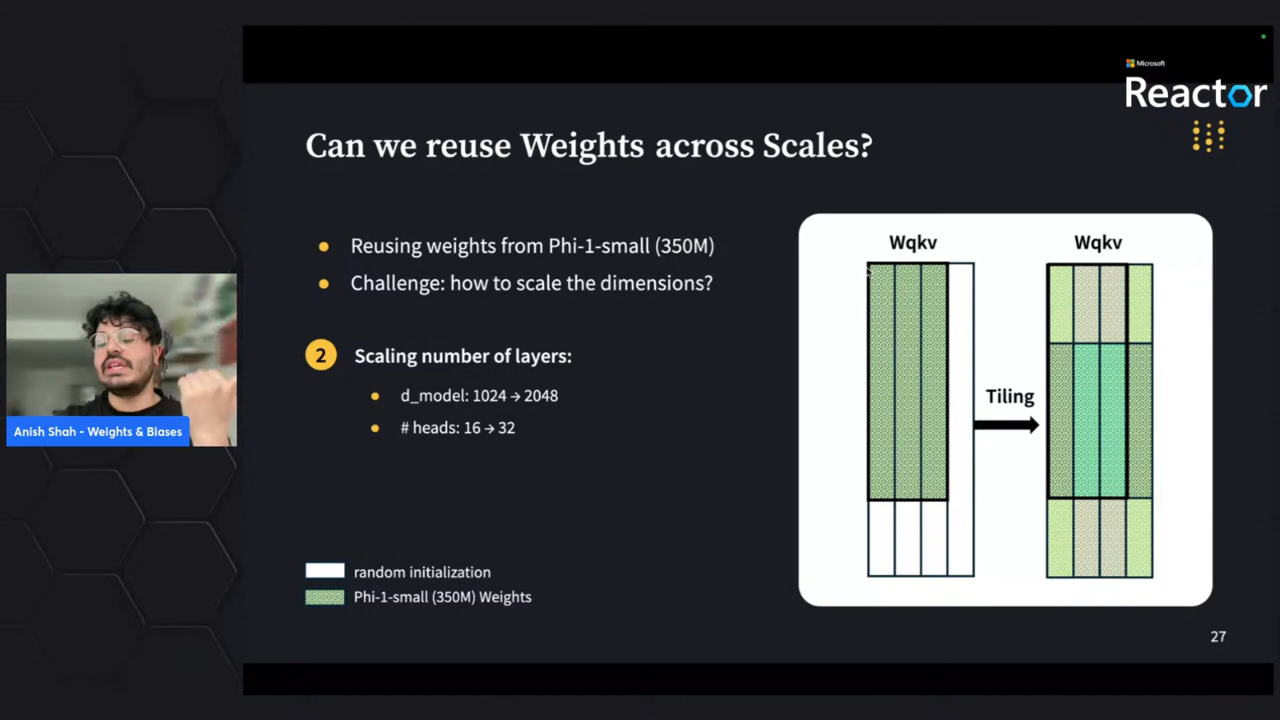 Microsoft
Reactor
Can we reuse Weights across Scales?
Reusing weights from Phi-1-small (350M)
Challenge: how to scale the dimensions?
2 Scaling number of layers:
d_model: 1024 → 2048
# heads: 16 → 32
random initialization
Phi-1-small (350M) Weights
Wqkv Wqkv
Tiling
27
Anish Shah - Weights & Biases